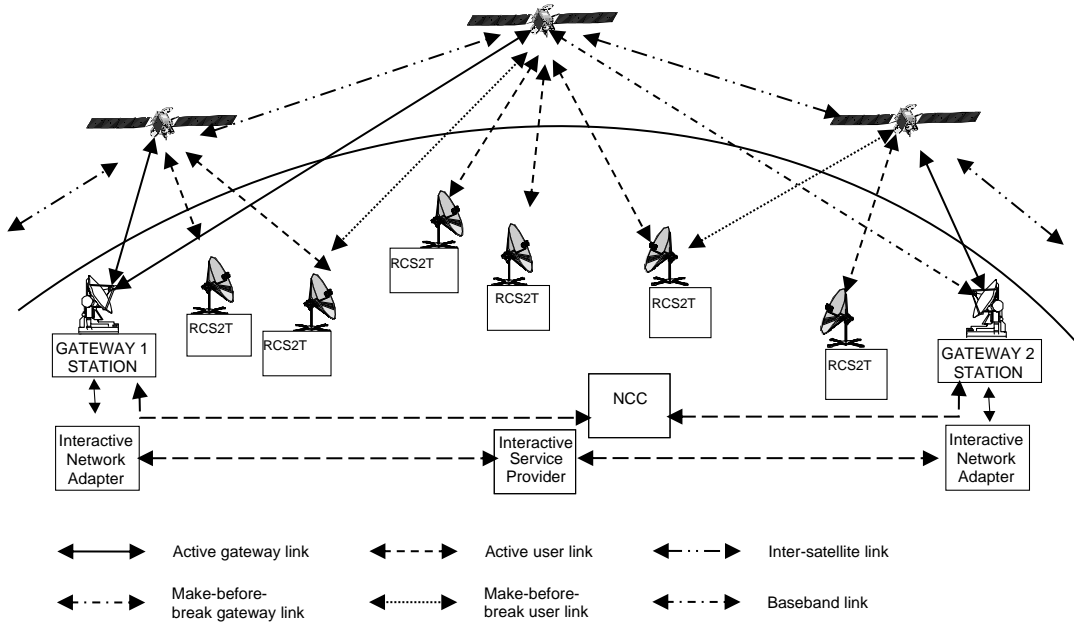 RCS2T
RCS2T
RCS2T
RCS2T
RCS2T
RCS2T
GATEWAY 1
STATION
GATEWAY 2
STATION
NCC
Interactive
Network
Adapter
Interactive
Service
Provider
Interactive
Network
Adapter
Active gateway link
Active user link
Inter-satellite link
Make-before-
break gateway link
Make-before-
break user link
Baseband link